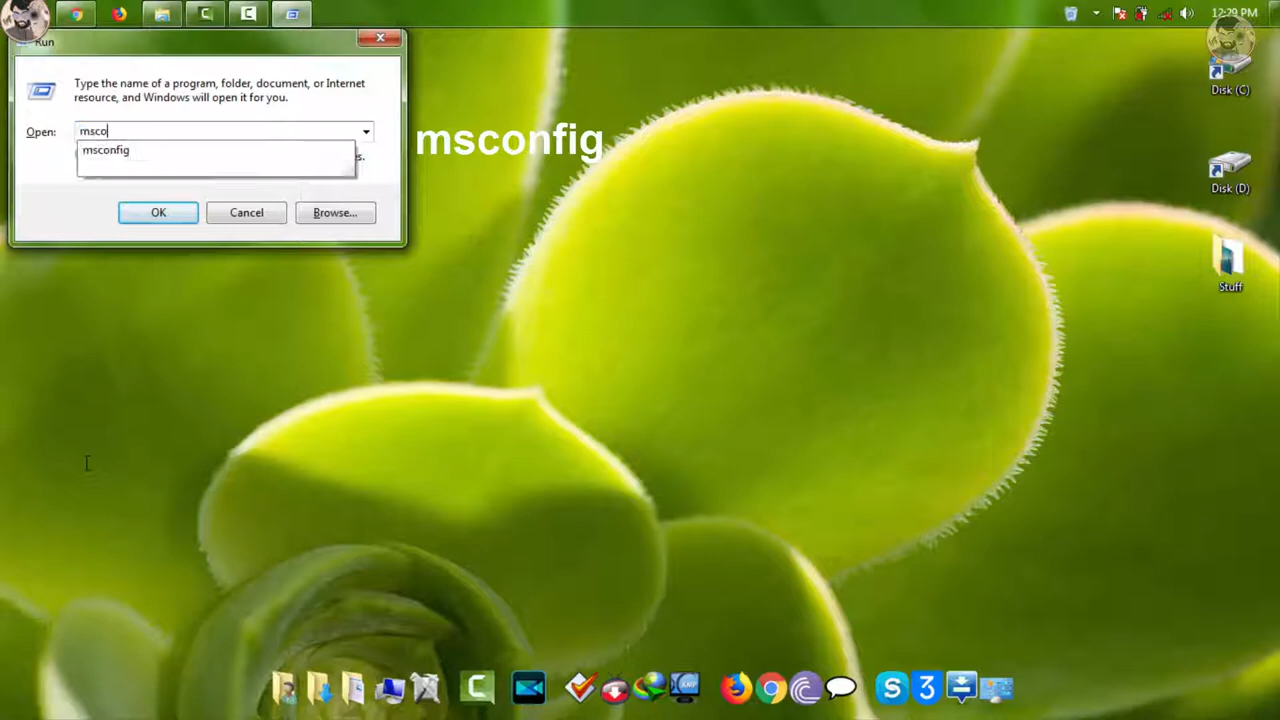 12:29 PM
Run
Type the name of a program, folder, document, or Internet
resource, and Windows will open it for you.
Open:
msco
msconfig
s.
OK
Cancel
Browse...
msconfig
Disk (C)
Disk (D)
Stuff